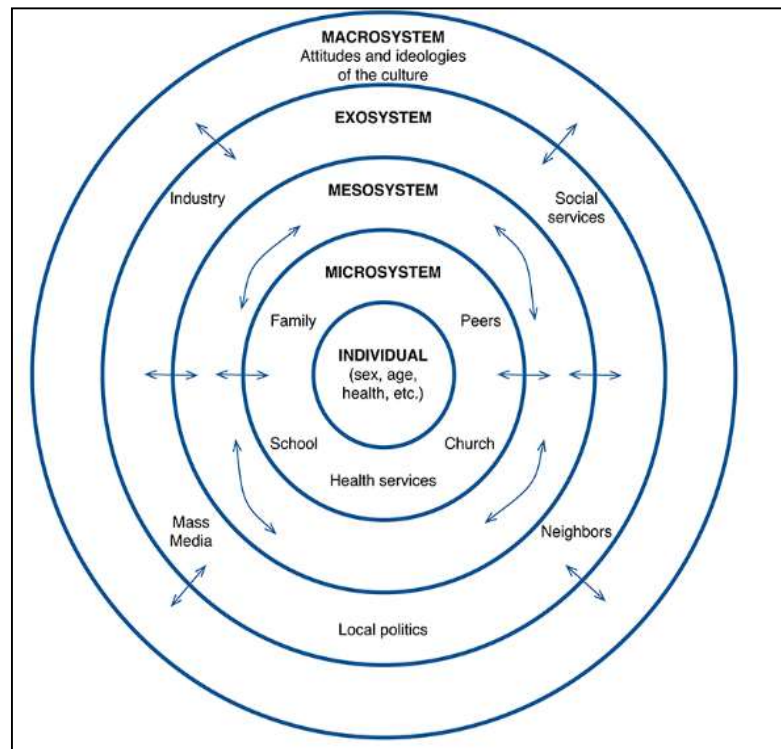 MACROSYSTEM
Attitudes and ideologies
of the culture
EXOSYSTEM
Industry
Social
services
MESOSYSTEM
MICROSYSTEM
Family
Peers
INDIVIDUAL
(sex, age,
health, etc.)
School
Church
Health services
Mass
Media
Neighbors
Local politics